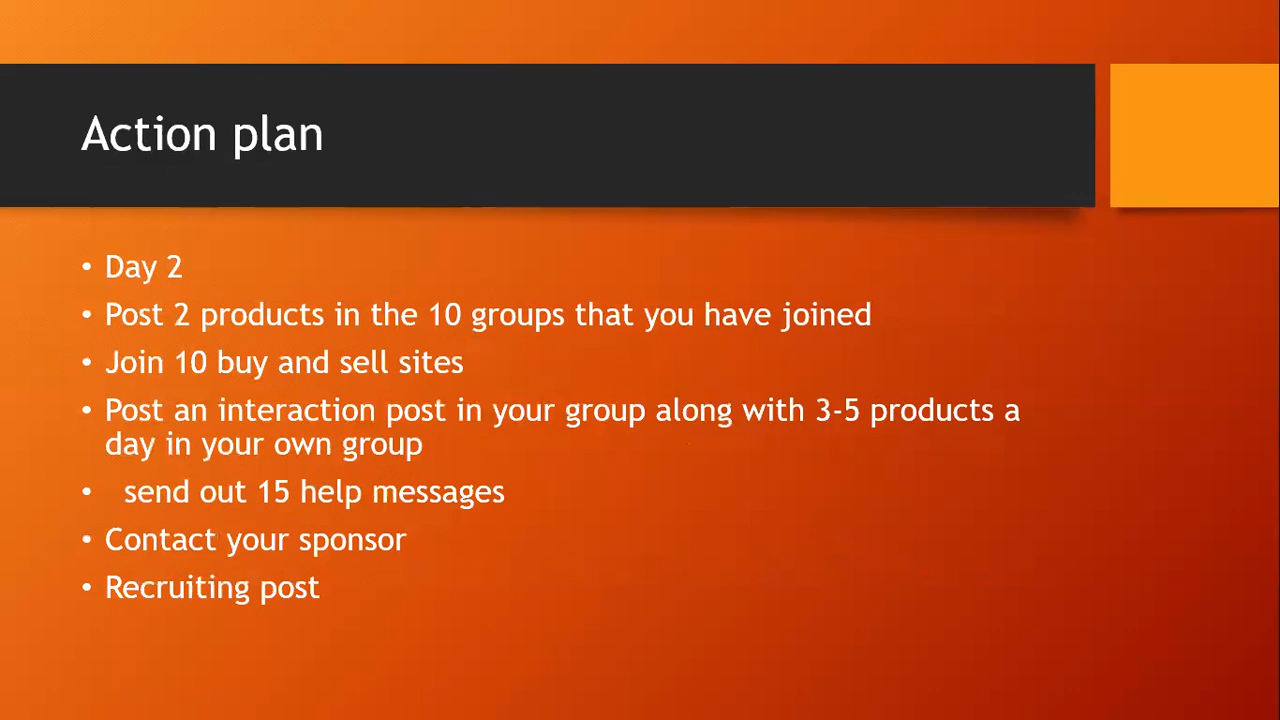 Action plan
• Day 2
• Post 2 products in the 10 groups that you have joined
• Join 10 buy and sell sites
• Post an interaction post in your group along with 3-5 products a
day in your own group
• send out 15 help messages
• Contact your sponsor
• Recruiting post